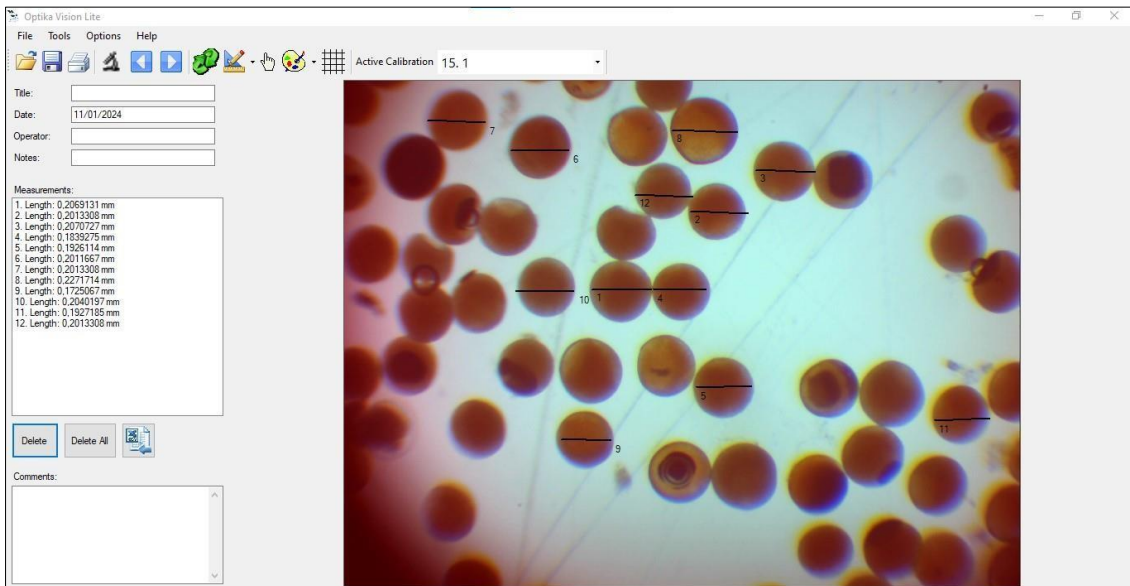 Optika Vision Lite
File Tools Options Help
Active Calibration 15. 1
Title:
Date: 11/01/2024
Operator:
Notes:
Measurements:
1. Length: 0,2069131 mm
2. Length: 0,2013308 mm
3. Length: 0,2070727 mm
4. Length: 0,1839275 mm
5. Length: 0,1926114 mm
6. Length: 0,2011667 mm
7. Length: 0,2013308 mm
8. Length: 0,2271714 mm
9. Length: 0,1725067 mm
10. Length: 0,2040197 mm
11. Length: 0,1927185 mm
12. Length: 0,2013308 mm
Delete Delete All
Comments:
7
8
6
3
12
2
10 1 4
5
11
9